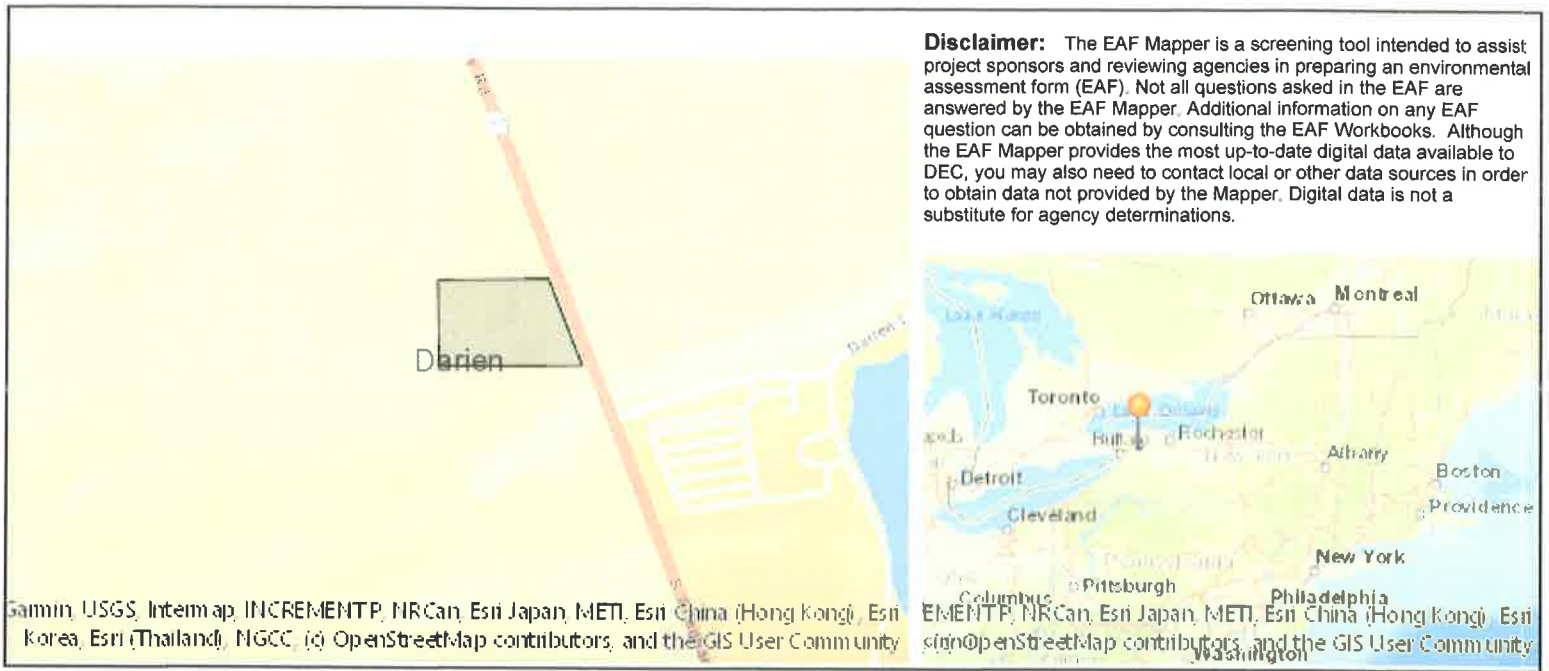 Disclaimer: The EAF Mapper is a screening tool intended to assist
project sponsors and reviewing agencies in preparing an environmental
assessment form (EAF). Not all questions asked in the EAF are
answered by the EAF Mapper. Additional information on any EAF
question can be obtained by consulting the EAF Workbooks. Although
the EAF Mapper provides the most up-to-date digital data available to
DEC, you may also need to contact local or other data sources in order
to obtain data not provided by the Mapper. Digital data is not a
substitute for agency determinations.
Rd
Darien
Darien L
S
Garmin, USGS, Intermap, INCREMENT P, NRCan, Esri Japan, METI, Esri China (Hong Kong), Esri
Korea, Esri (Thailand), NGCC, (c) OpenStreetMap contributors, and the GIS User Community
Ottawa
Montreal
Lake Huron
Toronto
Rochester
Albany
Detroit
Boston
Providence
Cleveland
New York
Pittsburgh
Columbus
Philadelphia
EMENT P, NRCan, Esri Japan, METI, Esri China (Hong Kong), Esri
OpenStreetMap contributors, and the GIS User Community
Washington